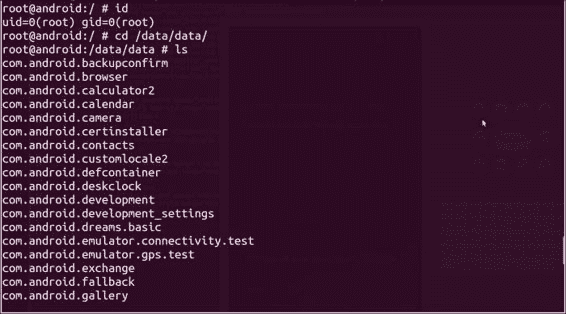 root@android:/ # id
uid=0(root) gid=0(root)
root@android:/ # cd /data/data/
root@android:/data/data # ls
com.android.backupconfirm
com.android.browser
com.android.calculator2
com.android.calendar
com.android.camera
com.android.certinstaller
com.android.contacts
com.android.customlocale2
com.android.defcontainer
com.android.deskclock
com.android.development
com.android.development_settings
com.android.dreams.basic
com.android.emulator.connectivity.test
com.android.emulator.gps.test
com.android.exchange
com.android.fallback
com.android.gallery